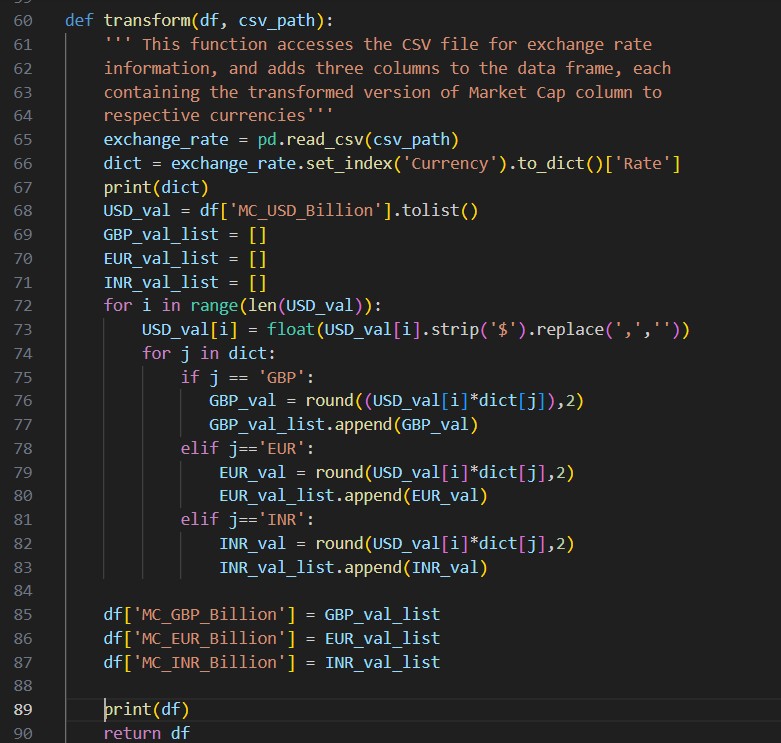 60 def transform(df, csv_path):
61     ''' This function accesses the CSV file for exchange rate
62     information, and adds three columns to the data frame, each
63     containing the transformed version of Market Cap column to
64     respective currencies'''
65     exchange_rate = pd.read_csv(csv_path)
66     dict = exchange_rate.set_index('Currency').to_dict()['Rate']
67     print(dict)
68     USD_val = df['MC_USD_Billion'].tolist()
69     GBP_val_list = []
70     EUR_val_list = []
71     INR_val_list = []
72     for i in range(len(USD_val)):
73         USD_val[i] = float(USD_val[i].strip('$').replace(',',''))
74         for j in dict:
75             if j == 'GBP':
76                GBP_val = round((USD_val[i]*dict[j]),2)
77                GBP_val_list.append(GBP_val)
78             elif j=='EUR':
79                 EUR_val = round(USD_val[i]*dict[j],2)
80                 EUR_val_list.append(EUR_val)
81             elif j=='INR':
82                 INR_val = round(USD_val[i]*dict[j],2)
83                 INR_val_list.append(INR_val)
84
85     df['MC_GBP_Billion'] = GBP_val_list
86     df['MC_EUR_Billion'] = EUR_val_list
87     df['MC_INR_Billion'] = INR_val_list
88
89     print(df)
90     return df